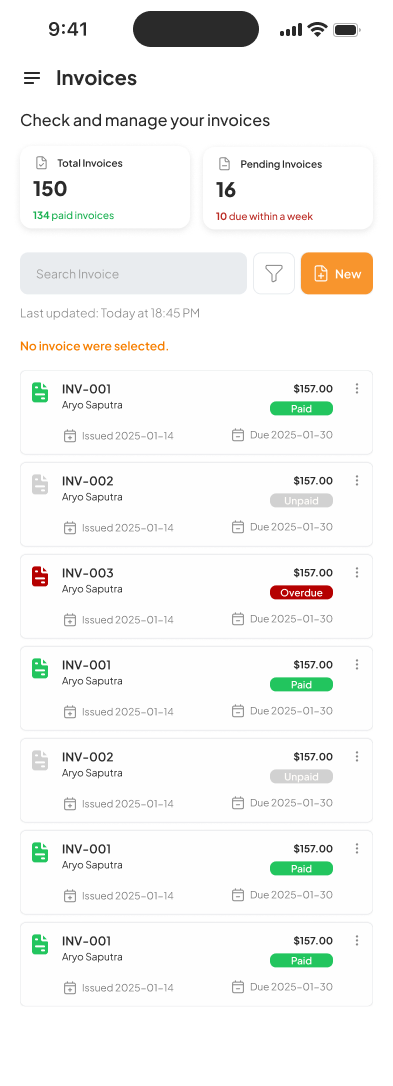 9:41
Invoices
Check and manage your invoices
Total Invoices
150
134 paid invoices
Pending Invoices
16
10 due within a week
Search Invoice
New
Last updated: Today at 18:45 PM
No invoice were selected.
INV-001 $157.00
Aryo Saputra Paid
Issued 2025-01-14 Due 2025-01-30
INV-002 $157.00
Aryo Saputra Unpaid
Issued 2025-01-14 Due 2025-01-30
INV-003 $157.00
Aryo Saputra Overdue
Issued 2025-01-14 Due 2025-01-30
INV-001 $157.00
Aryo Saputra Paid
Issued 2025-01-14 Due 2025-01-30
INV-002 $157.00
Aryo Saputra Unpaid
Issued 2025-01-14 Due 2025-01-30
INV-001 $157.00
Aryo Saputra Paid
Issued 2025-01-14 Due 2025-01-30
INV-001 $157.00
Aryo Saputra Paid
Issued 2025-01-14 Due 2025-01-30